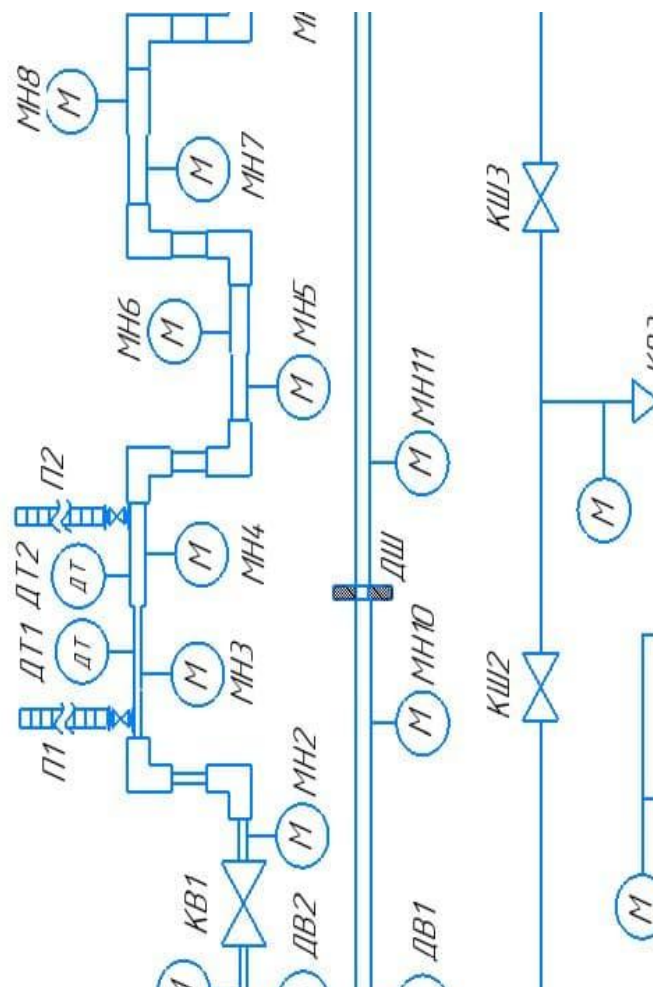 МН8
М
М
МН7
КШ3
МН6
М
МН5
М
МН11
М
П2
М
ДТ2
ДТ
МН4
М
ДШ
ДТ1
ДТ
МН3
М
МН10
М
КШ2
П1
МН2
М
КВ1
ДВ2
ДВ1
М